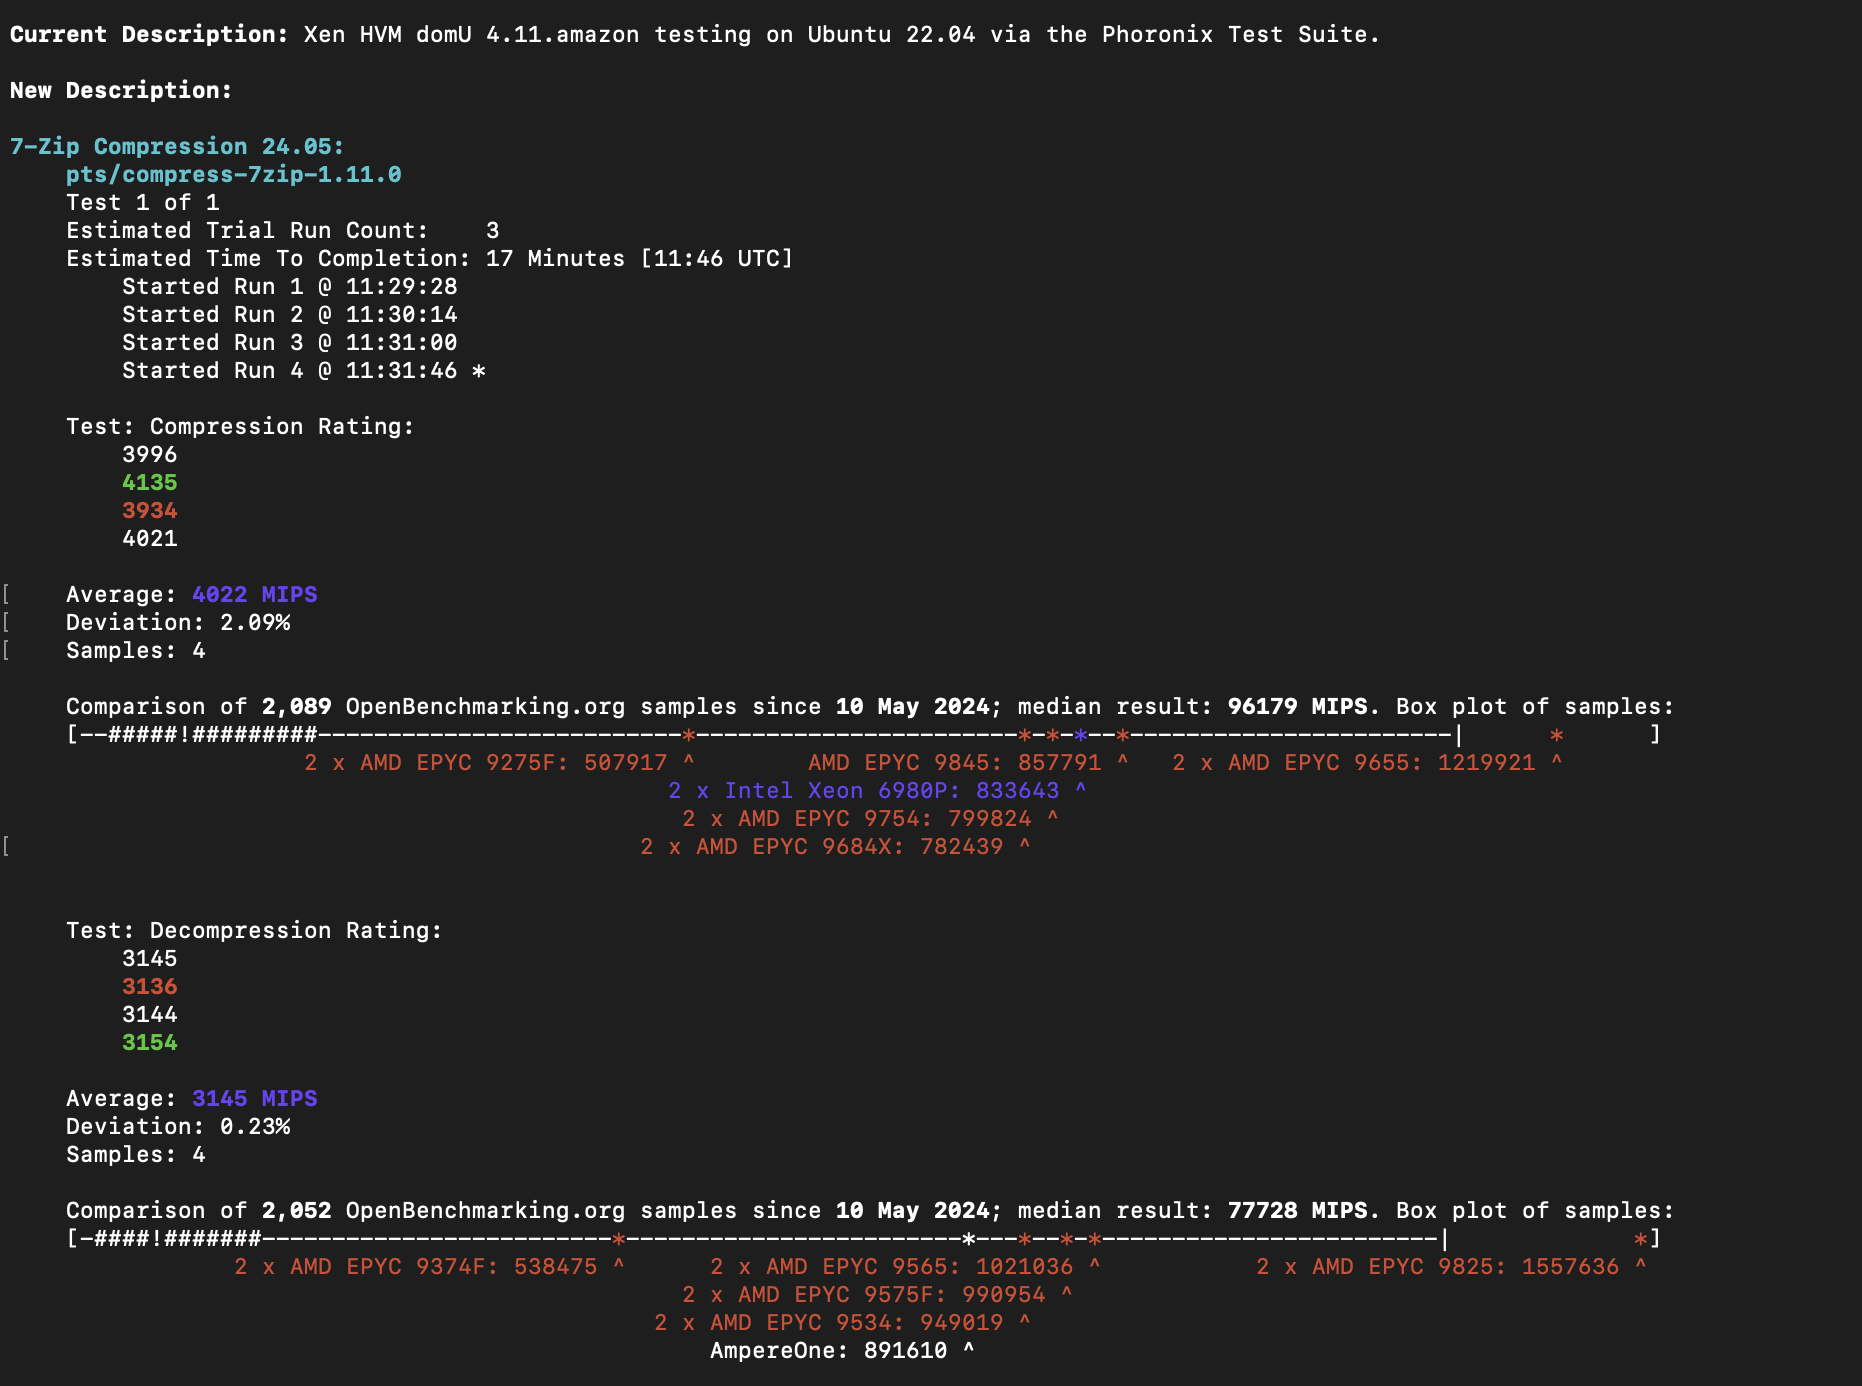 Current Description: Xen HVM domU 4.11.amazon testing on Ubuntu 22.04 via the Phoronix Test Suite.
New Description:
7-Zip Compression 24.05:
pts/compress-7zip-1.11.0
Test 1 of 1
Estimated Trial Run Count:    3
Estimated Time To Completion: 17 Minutes [11:46 UTC]
Started Run 1 @ 11:29:28
Started Run 2 @ 11:30:14
Started Run 3 @ 11:31:00
Started Run 4 @ 11:31:46 *
Test: Compression Rating:
3996
4135
3934
4021
[    Average: 4022 MIPS
[    Deviation: 2.09%
[    Samples: 4
Comparison of 2,089 OpenBenchmarking.org samples since 10 May 2024; median result: 96179 MIPS. Box plot of samples:
[--#####!#########--------------------------*-----------------------*-*-*--*-----------------------|      *      ]
2 x AMD EPYC 9275F: 507917 ^        AMD EPYC 9845: 857791 ^   2 x AMD EPYC 9655: 1219921 ^
2 x Intel Xeon 6980P: 833643 ^
2 x AMD EPYC 9754: 799824 ^
[    2 x AMD EPYC 9684X: 782439 ^
Test: Decompression Rating:
3145
3136
3144
3154
Average: 3145 MIPS
Deviation: 0.23%
Samples: 4
Comparison of 2,052 OpenBenchmarking.org samples since 10 May 2024; median result: 77728 MIPS. Box plot of samples:
[-####!#######-------------------------*------------------------*---*--*-*------------------------|             *]
2 x AMD EPYC 9374F: 538475 ^      2 x AMD EPYC 9565: 1021036 ^           2 x AMD EPYC 9825: 1557636 ^
2 x AMD EPYC 9575F: 990954 ^
2 x AMD EPYC 9534: 949019 ^
AmpereOne: 891610 ^